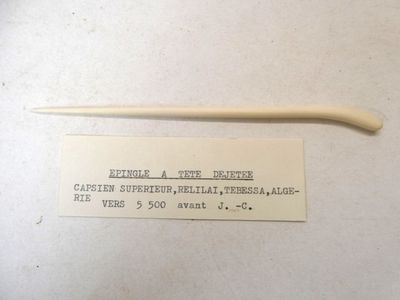 EPINGLE A TETE DEJETEE
CAPSIEN SUPERIEUR,RELILAI,TEBESSA,ALGE-
RIE VERS 5 500 avant J. -C.